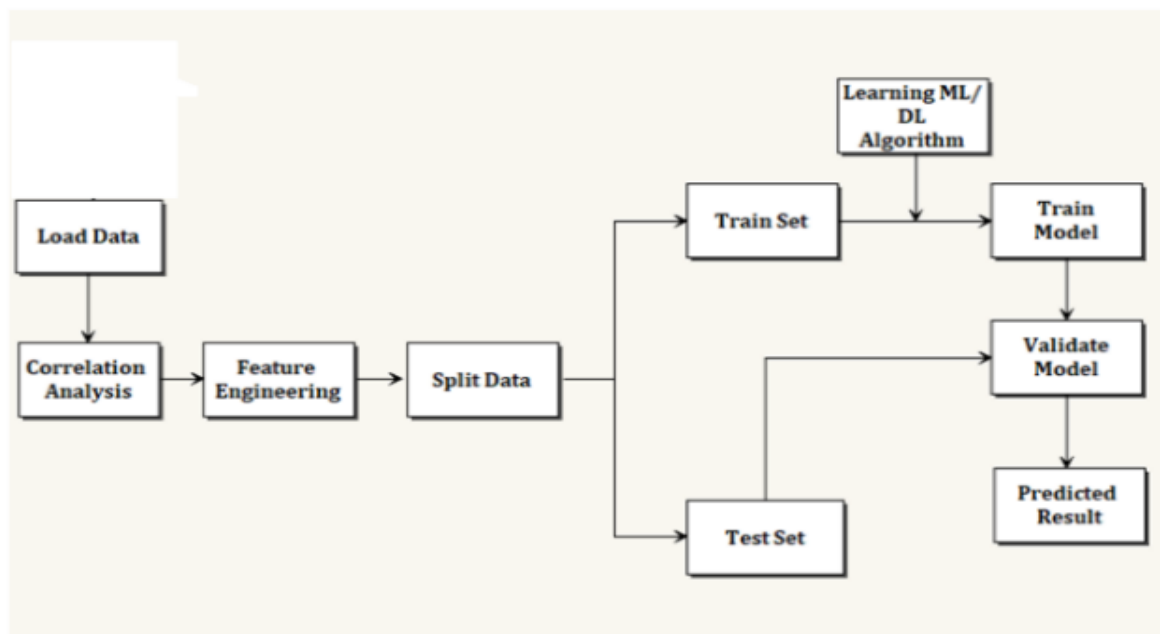 Learning ML/
DL
Algorithm
Load Data
Train Set
Train
Model
Correlation
Analysis
Feature
Engineering
Split Data
Validate
Model
Test Set
Predicted
Result